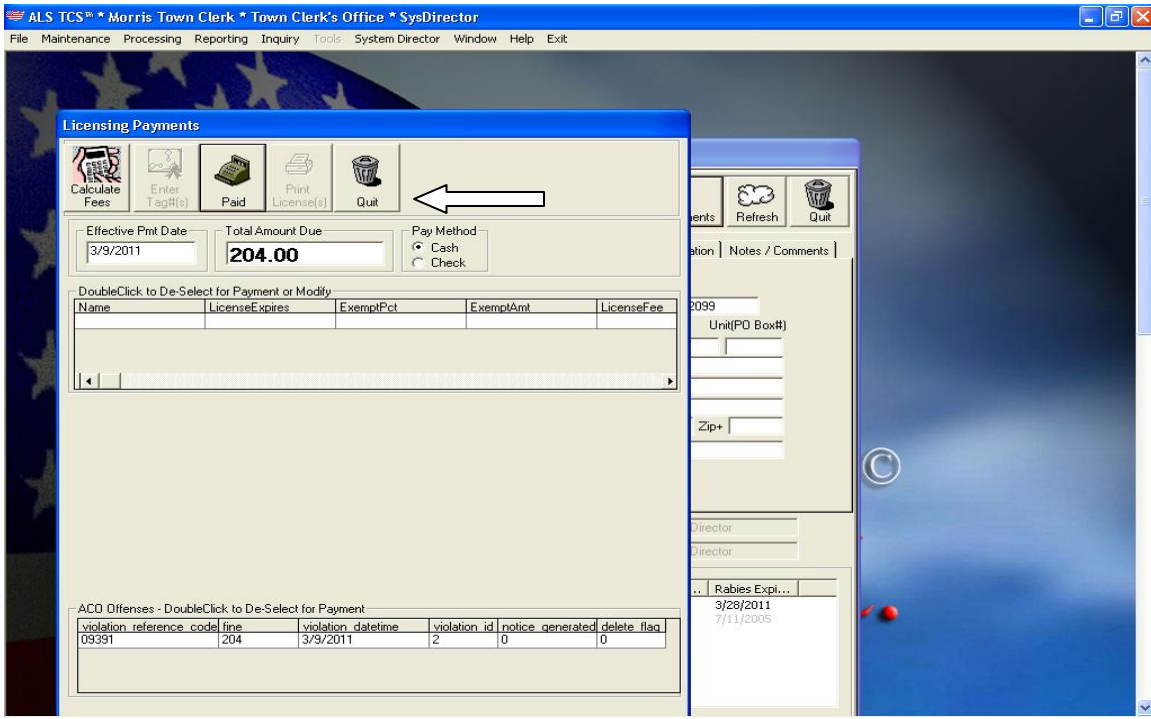 ALS TCS™ * Morris Town Clerk * Town Clerk's Office * SysDirector
File Maintenance Processing Reporting Inquiry Tools System Director Window Help Exit
Licensing Payments
Calculate Fees Enter Tag#(s) Paid Print License(s) Quit
ents Refresh Quit
Effective Pmt Date Total Amount Due Pay Method
3/9/2011 204.00 Cash
Check
ation Notes / Comments
DoubleClick to De-Select for Payment or Modify
Name LicenseExpires ExemptPct ExemptAmt LicenseFee
2099
Unit(PO Box#)
Zip+
©
Director
Director
.. Rabies Expi...
3/28/2011
7/11/2005
ACO Offenses - DoubleClick to De-Select for Payment
violation_reference_code fine violation_datetime violation_id notice_generated delete_flag
09391 204 3/9/2011 2 0 0